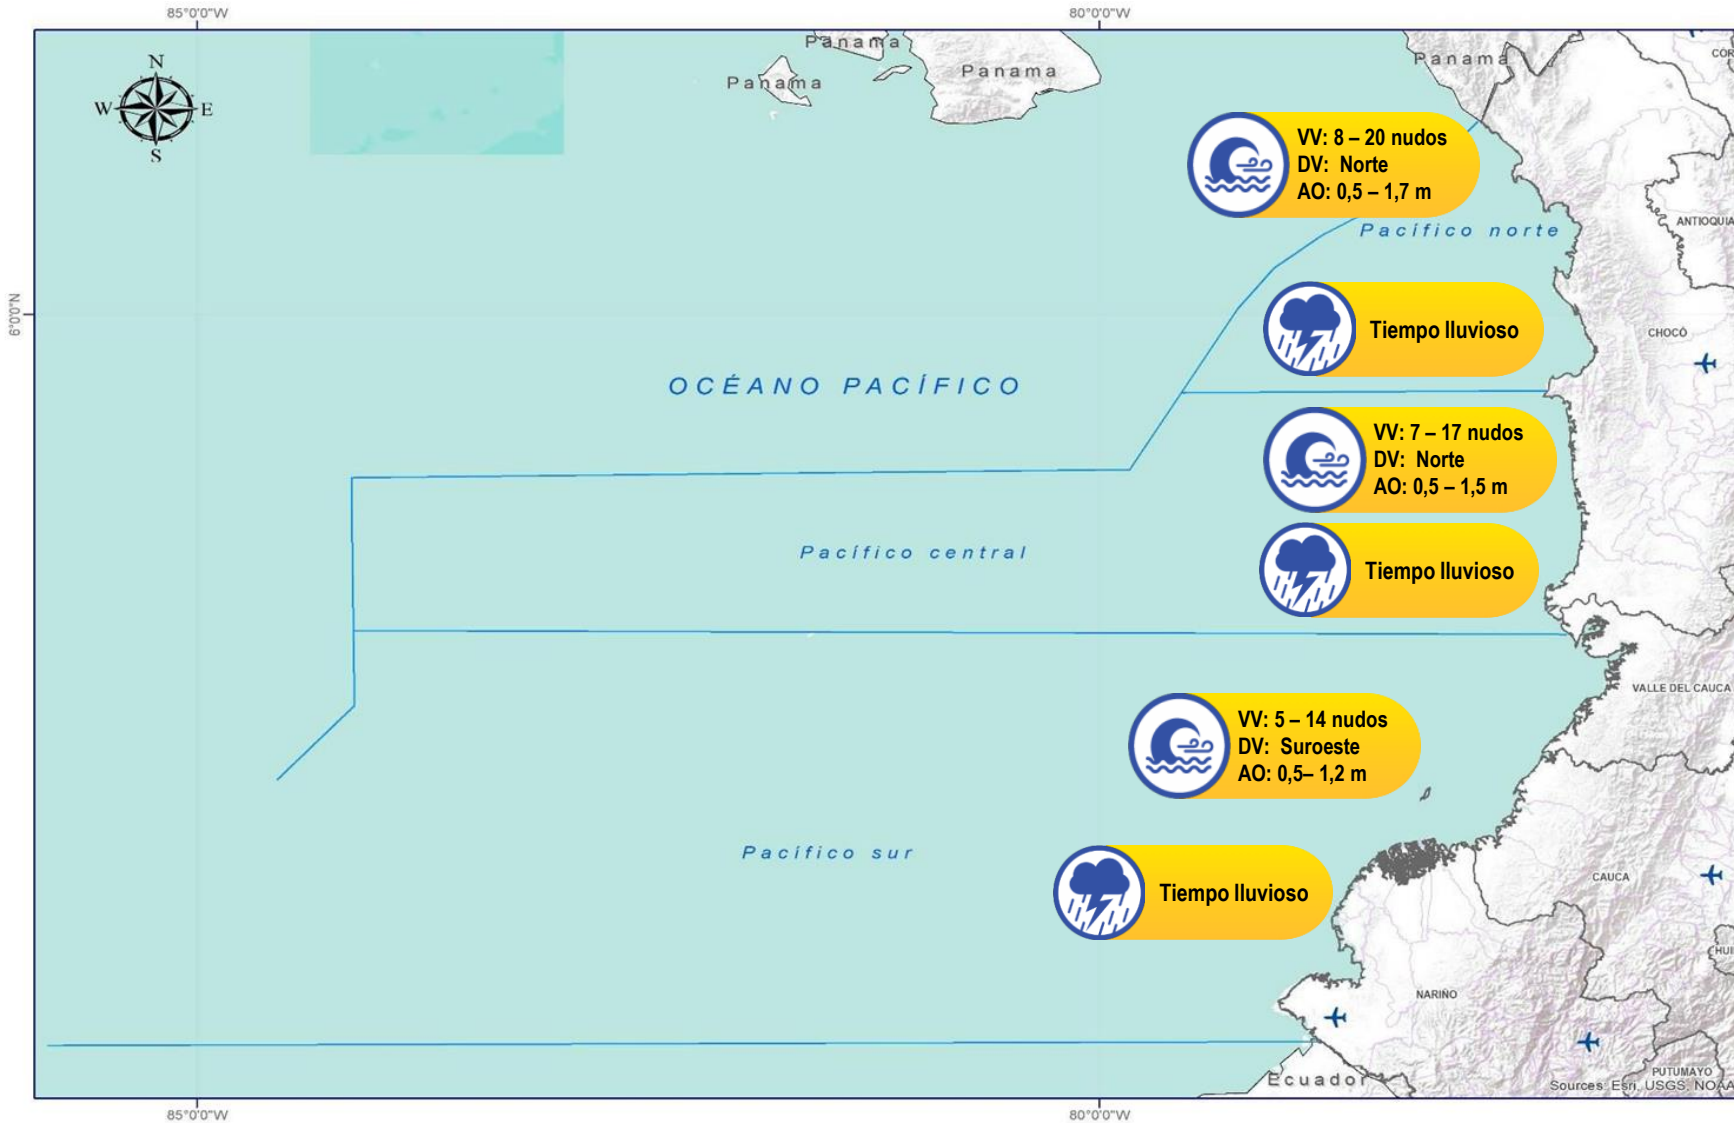 85°0'0"W
80°0'0"W
N
W
E
S
Panama
Panama
Panama
Panama
VV: 8 – 20 nudos
DV: Norte
AO: 0,5 – 1,7 m
ANTIOQUIA
Pacífico norte
6°0'0"N
Tiempo lluvioso
CHOCÓ
OCÉANO PACÍFICO
VV: 7 – 17 nudos
DV: Norte
AO: 0,5 – 1,5 m
Pacífico central
Tiempo lluvioso
VALLE DEL CAUCA
VV: 5 – 14 nudos
DV: Suroeste
AO: 0,5– 1,2 m
Pacífico sur
Tiempo lluvioso
CAUCA
HUI
NARIÑO
Ecuador
PUTUMAYO
Sources: Esri, USGS, NOAA
85°0'0"W
80°0'0"W